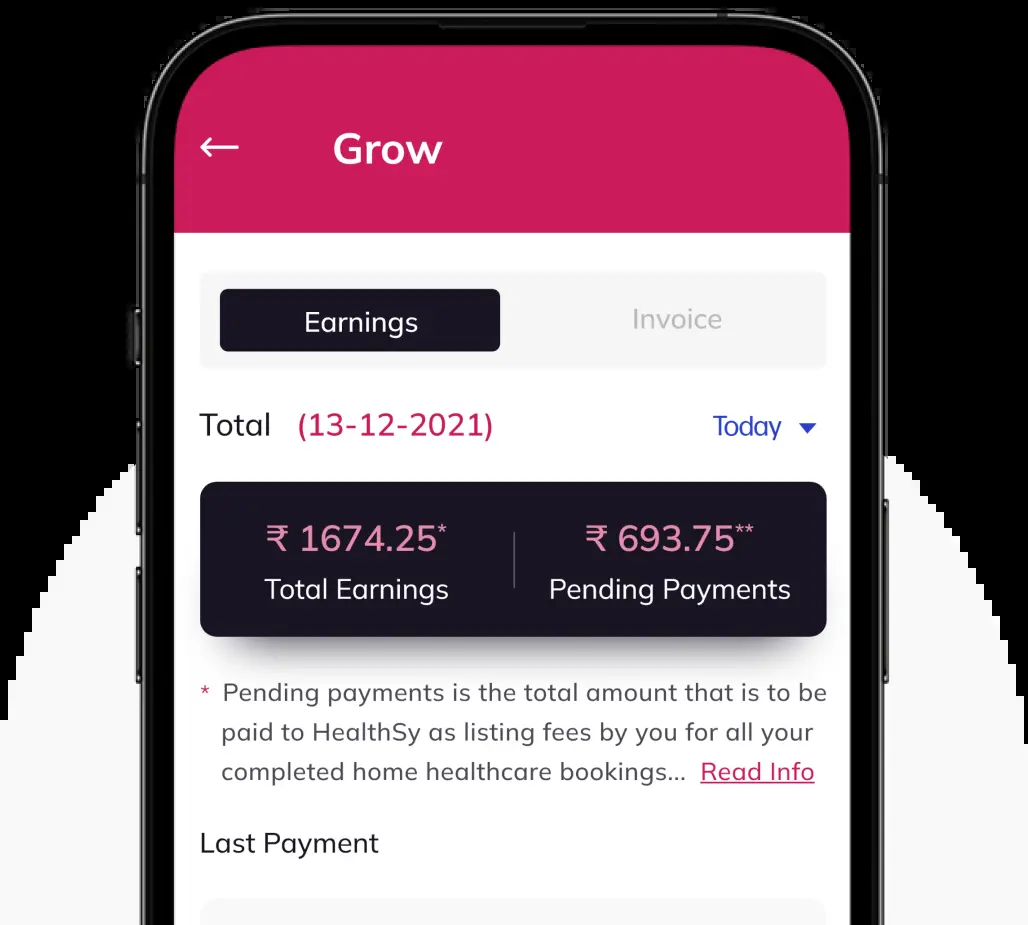 Grow
Earnings
Invoice
Total (13-12-2021)
Today
₹ 1674.25*
₹ 693.75**
Total Earnings
Pending Payments
* Pending payments is the total amount that is to be
paid to HealthSy as listing fees by you for all your
completed home healthcare bookings... Read Info
Last Payment